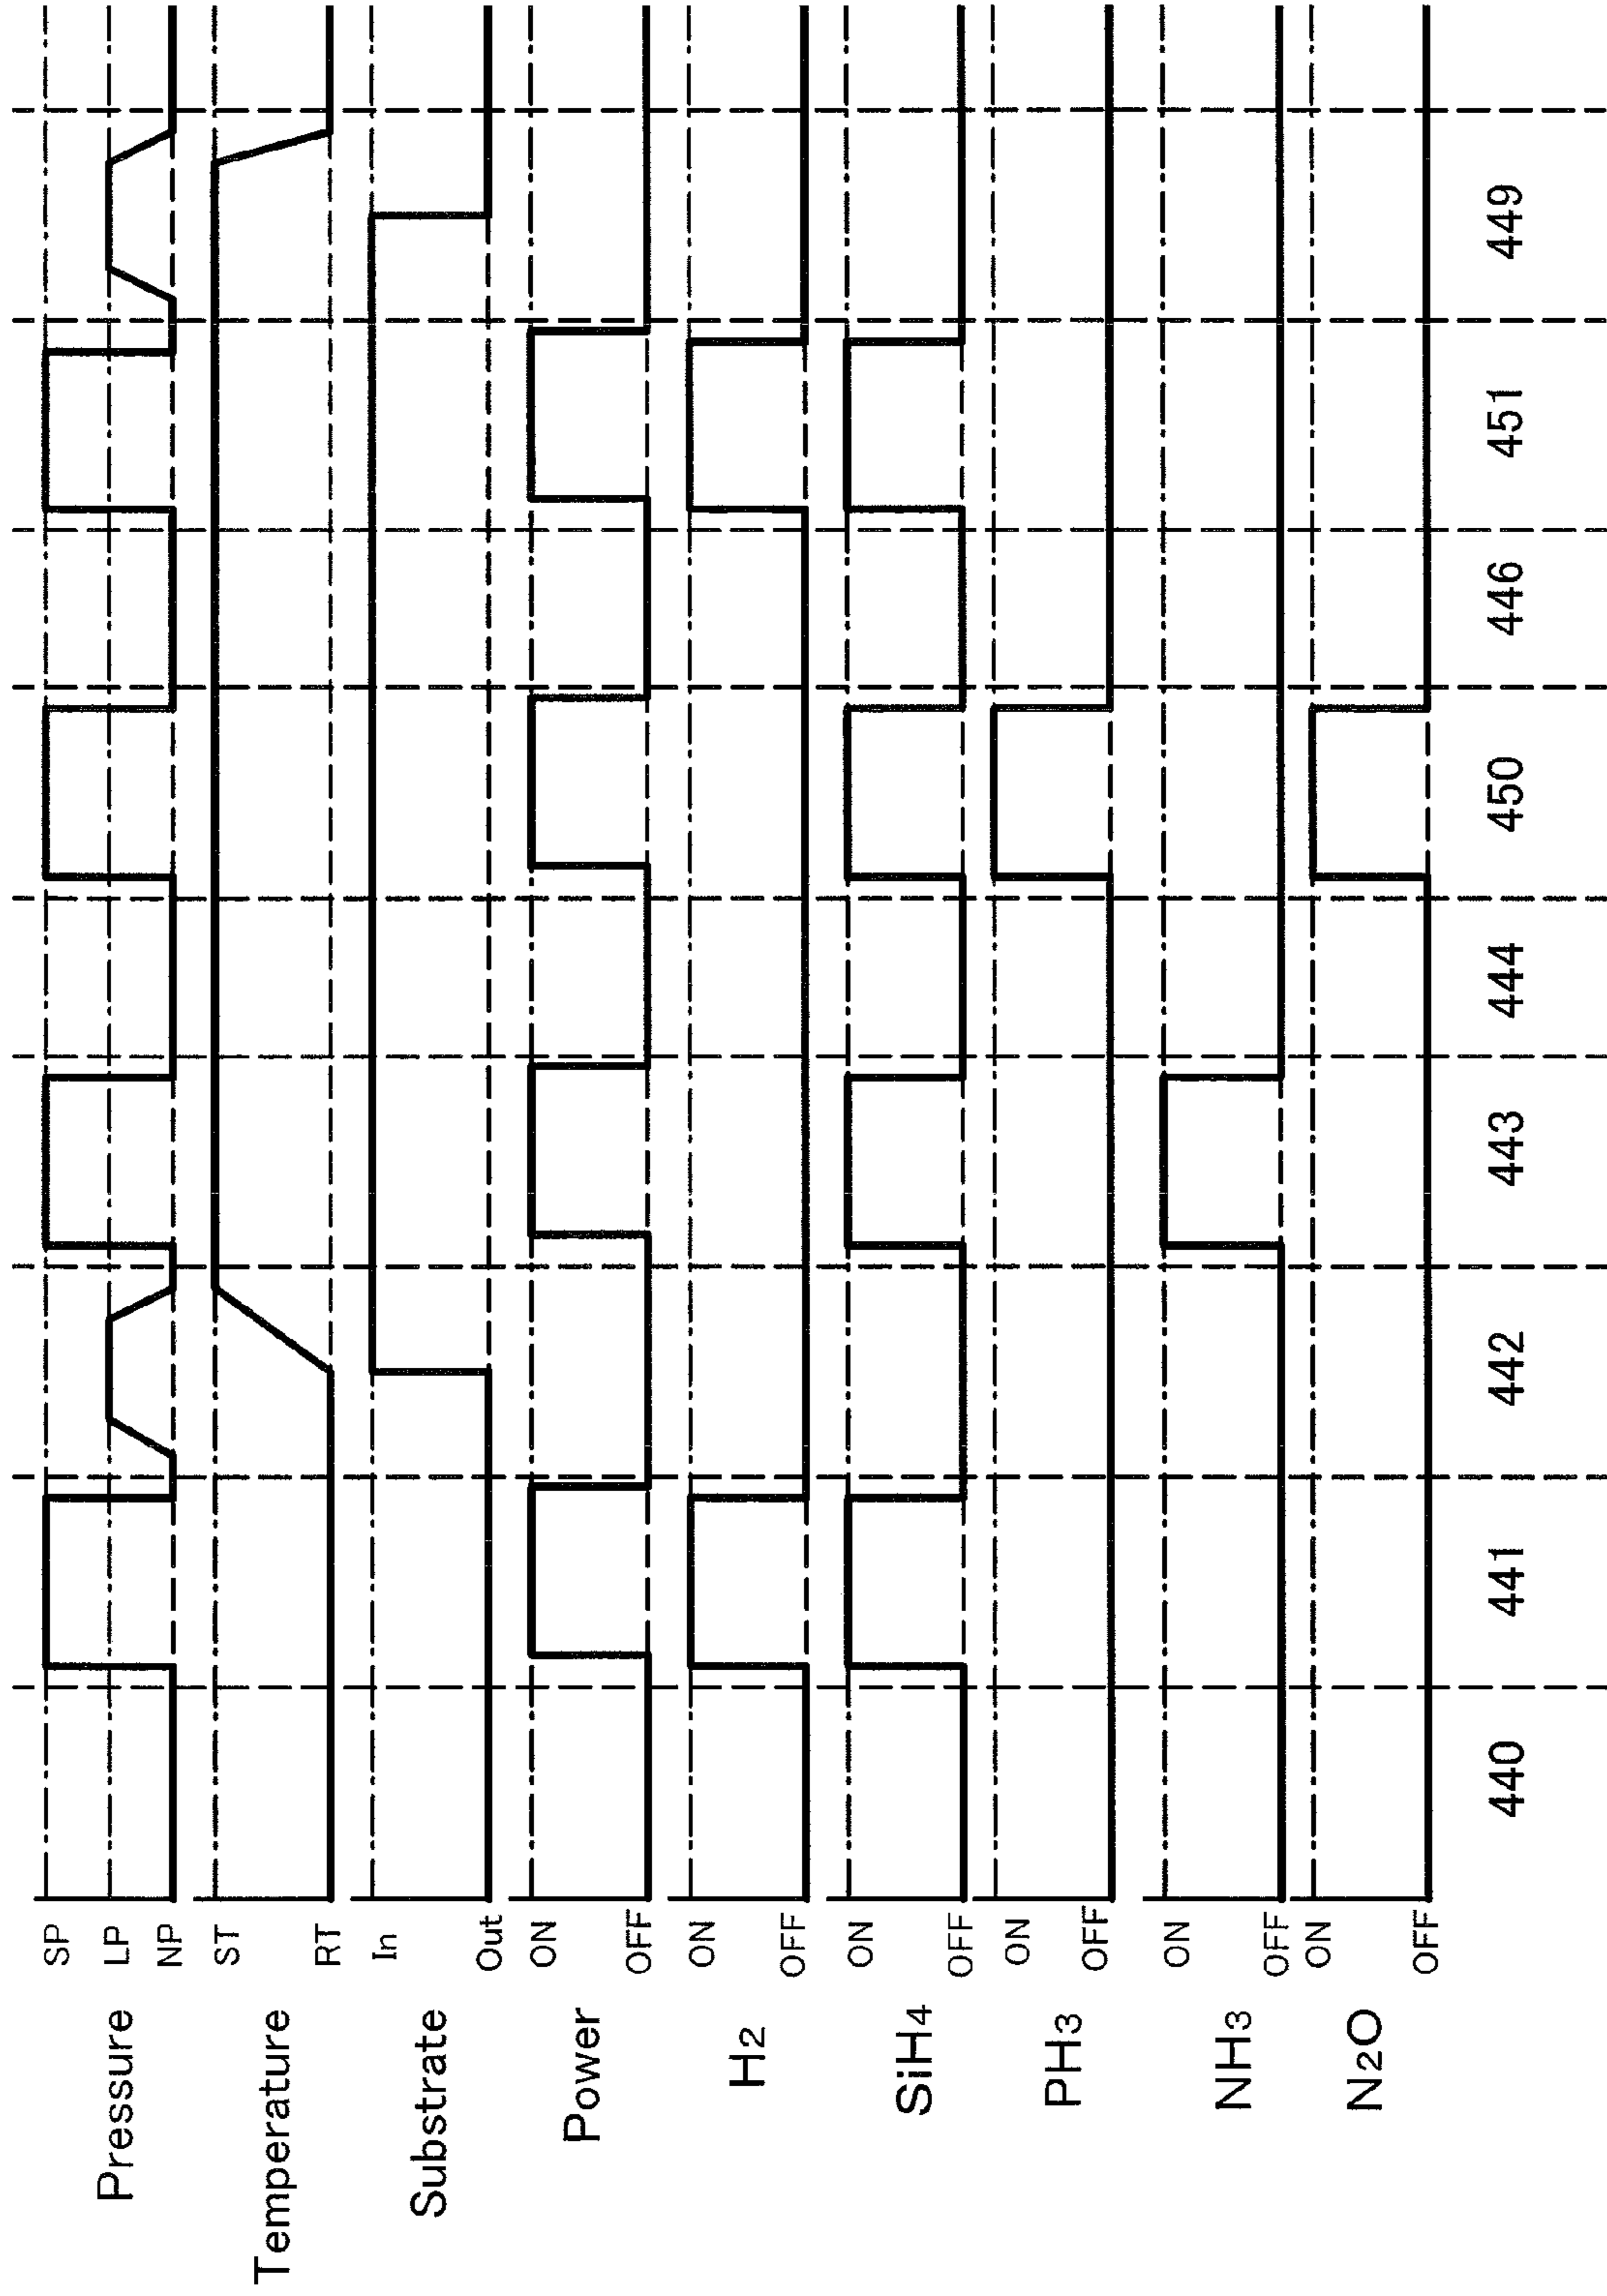 Pressure
SP
LP
NP
Temperature
ST
RT
Substrate
In
Out
Power
ON
OFF
H2
ON
OFF
SiH4
ON
OFF
PH3
ON
OFF
NH3
ON
OFF
N2O
ON
OFF
440 441 442 443 444 450 446 451 449